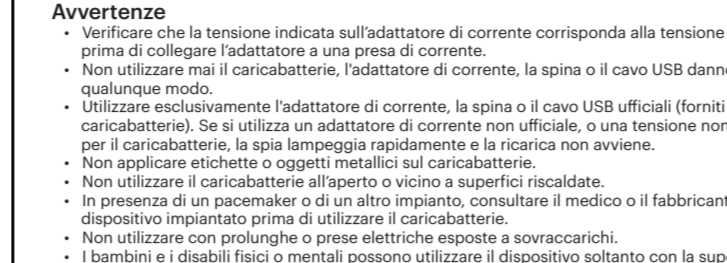 Avvertenze
• Verificare che la tensione indicata sull’adattatore di corrente corrisponda alla tensione
prima di collegare l’adattatore a una presa di corrente.
• Non utilizzare mai il caricabatterie, l'adattatore di corrente, la spina o il cavo USB
qualunque modo.
• Utilizzare esclusivamente l'adattatore di corrente, la spina o il cavo USB ufficiali (forniti
caricabatterie). Se si utilizza un adattatore di corrente non ufficiale, o una tensione non
per il caricabatterie, la spia lampeggia rapidamente e la ricarica non avviene.
• Non applicare etichette o oggetti metallici sul caricabatterie.
• Non utilizzare il caricabatterie all’aperto o vicino a superfici riscaldate.
• In presenza di un pacemaker o di un altro impianto, consultare il medico o il
dispositivo impiantato prima di utilizzare il caricabatterie.
• Non utilizzare con prolunghe o prese elettriche esposte a sovraccarichi.
• I bambini e i disabili fisici o mentali possono utilizzare il dispositivo soltanto con la